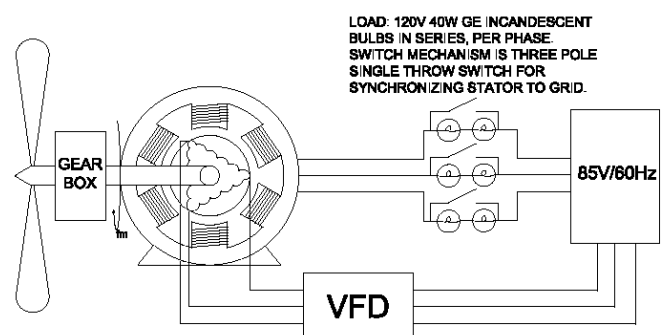 LOAD: 120V 40W GE INCANDESCENT
BULBS IN SERIES, PER PHASE.
SWITCH MECHANISM IS THREE POLE
SINGLE THROW SWITCH FOR
SYNCHRONIZING STATOR TO GRID.
GEAR
BOX
85V/60Hz
VFD